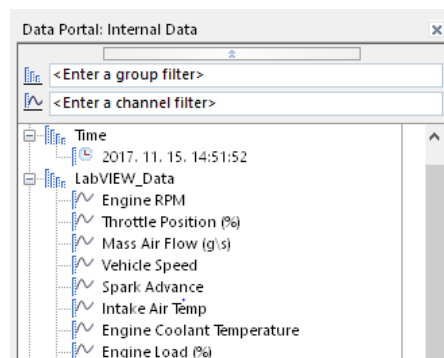 Data Portal: Internal Data
<Enter a group filter>
<Enter a channel filter>
Time
2017. 11. 15. 14:51:52
LabVIEW_Data
Engine RPM
Throttle Position (%)
Mass Air Flow (g\s)
Vehicle Speed
Spark Advance
Intake Air Temp
Engine Coolant Temperature
Engine Load (%)